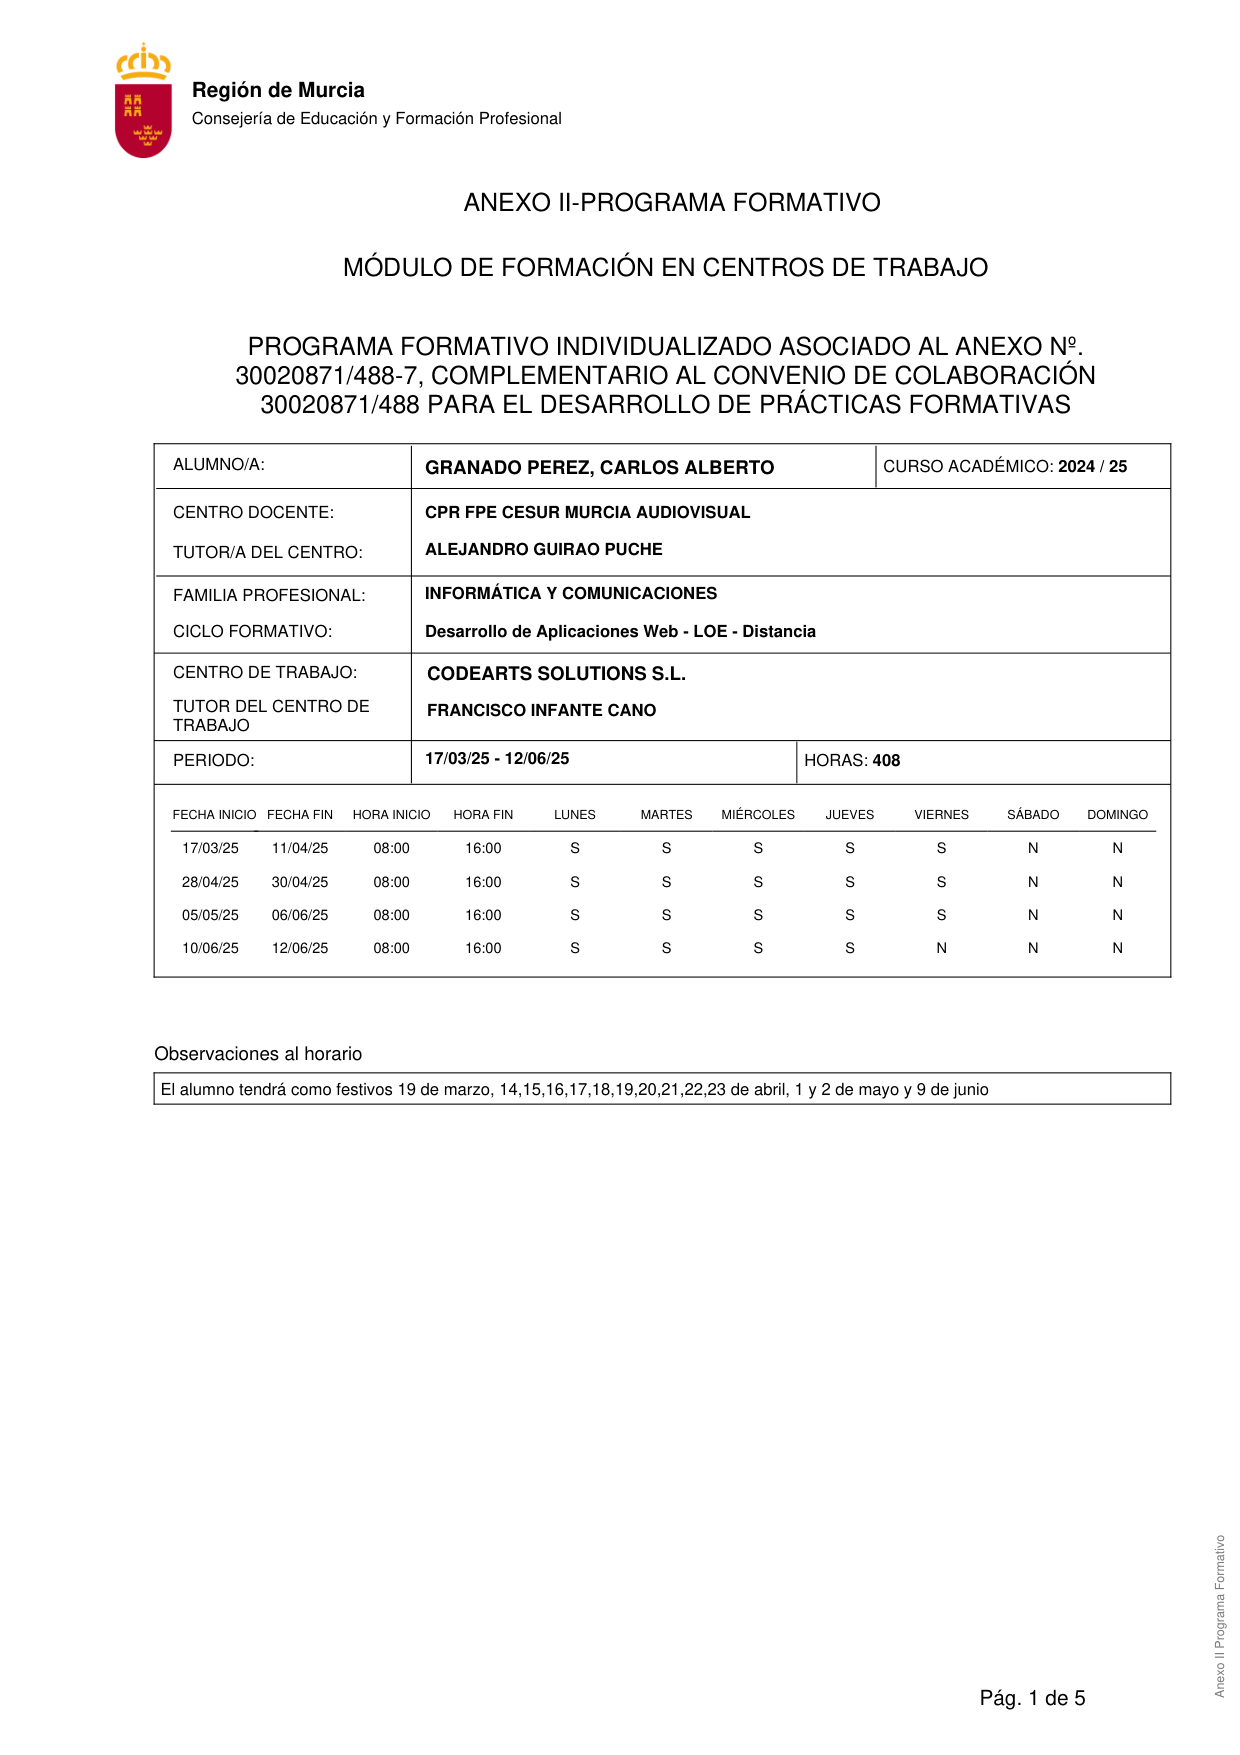 Región de Murcia
Consejería de Educación y Formación Profesional
ANEXO II-PROGRAMA FORMATIVO
MÓDULO DE FORMACIÓN EN CENTROS DE TRABAJO
PROGRAMA FORMATIVO INDIVIDUALIZADO ASOCIADO AL ANEXO Nº.
30020871/488-7, COMPLEMENTARIO AL CONVENIO DE COLABORACIÓN
30020871/488 PARA EL DESARROLLO DE PRÁCTICAS FORMATIVAS
ALUMNO/A: GRANADO PEREZ, CARLOS ALBERTO CURSO ACADÉMICO: 2024 / 25
CENTRO DOCENTE: CPR FPE CESUR MURCIA AUDIOVISUAL
TUTOR/A DEL CENTRO: ALEJANDRO GUIRAO PUCHE
FAMILIA PROFESIONAL: INFORMÁTICA Y COMUNICACIONES
CICLO FORMATIVO: Desarrollo de Aplicaciones Web - LOE - Distancia
CENTRO DE TRABAJO: CODEARTS SOLUTIONS S.L.
TUTOR DEL CENTRO DE
TRABAJO FRANCISCO INFANTE CANO
PERIODO: 17/03/25 - 12/06/25 HORAS: 408
FECHA INICIO FECHA FIN HORA INICIO HORA FIN LUNES MARTES MIÉRCOLES JUEVES VIERNES SÁBADO DOMINGO
17/03/25 11/04/25 08:00 16:00 S S S S S N N
28/04/25 30/04/25 08:00 16:00 S S S S S N N
05/05/25 06/06/25 08:00 16:00 S S S S S N N
10/06/25 12/06/25 08:00 16:00 S S S S N N N
Observaciones al horario
El alumno tendrá como festivos 19 de marzo, 14,15,16,17,18,19,20,21,22,23 de abril, 1 y 2 de mayo y 9 de junio
Anexo II Programa Formativo
Pág. 1 de 5